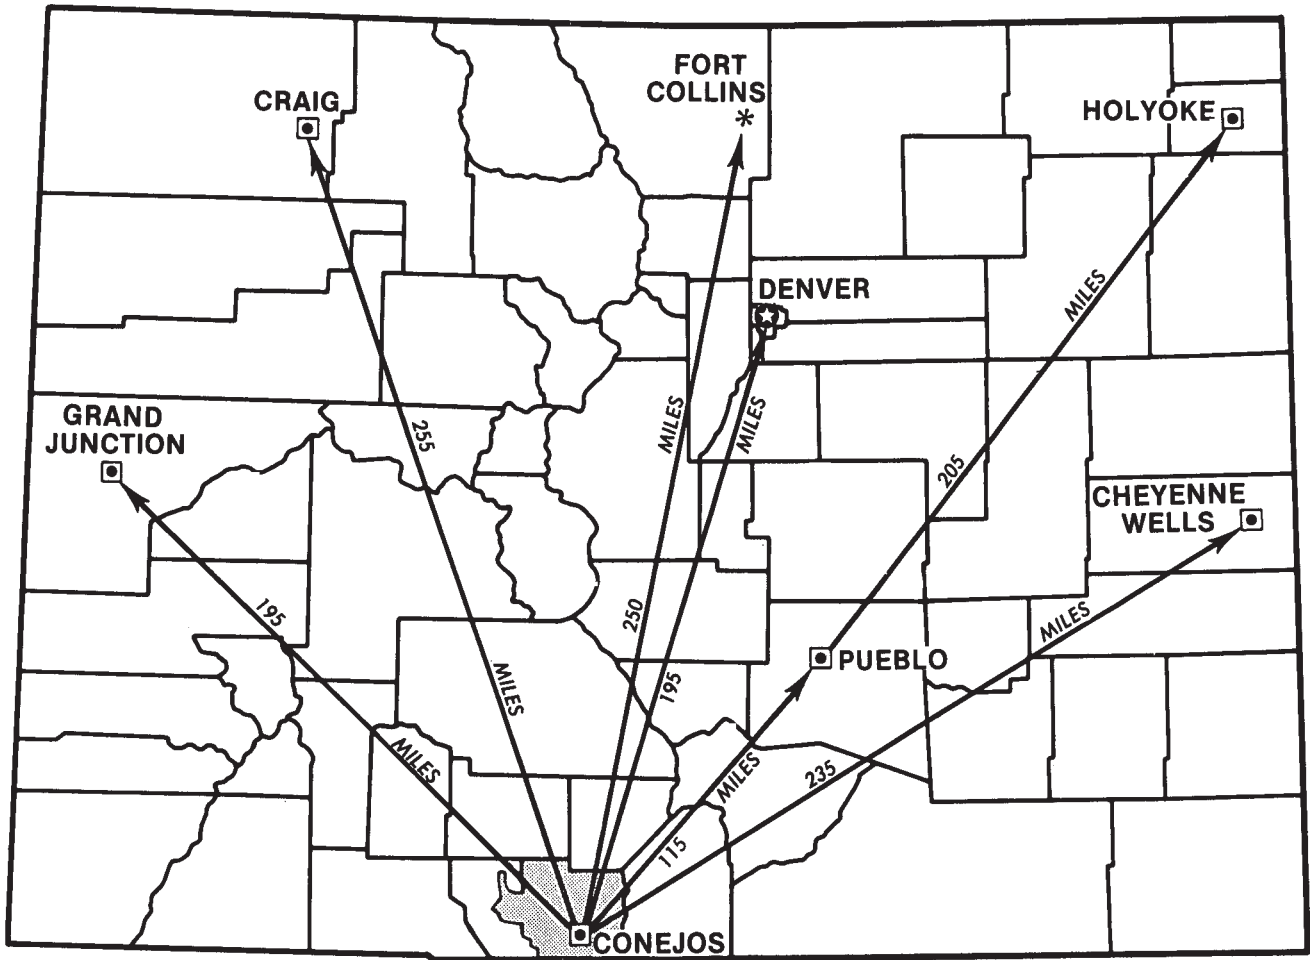 FORT
COLLINS
CRAIG
HOLYOKE
DENVER
MILES
GRAND
JUNCTION
255
MILES
MILES
205
CHEYENNE
WELLS
195
250
MILES
PUEBLO
MILES
195
MILES
MILES
235
115
CONEJOS